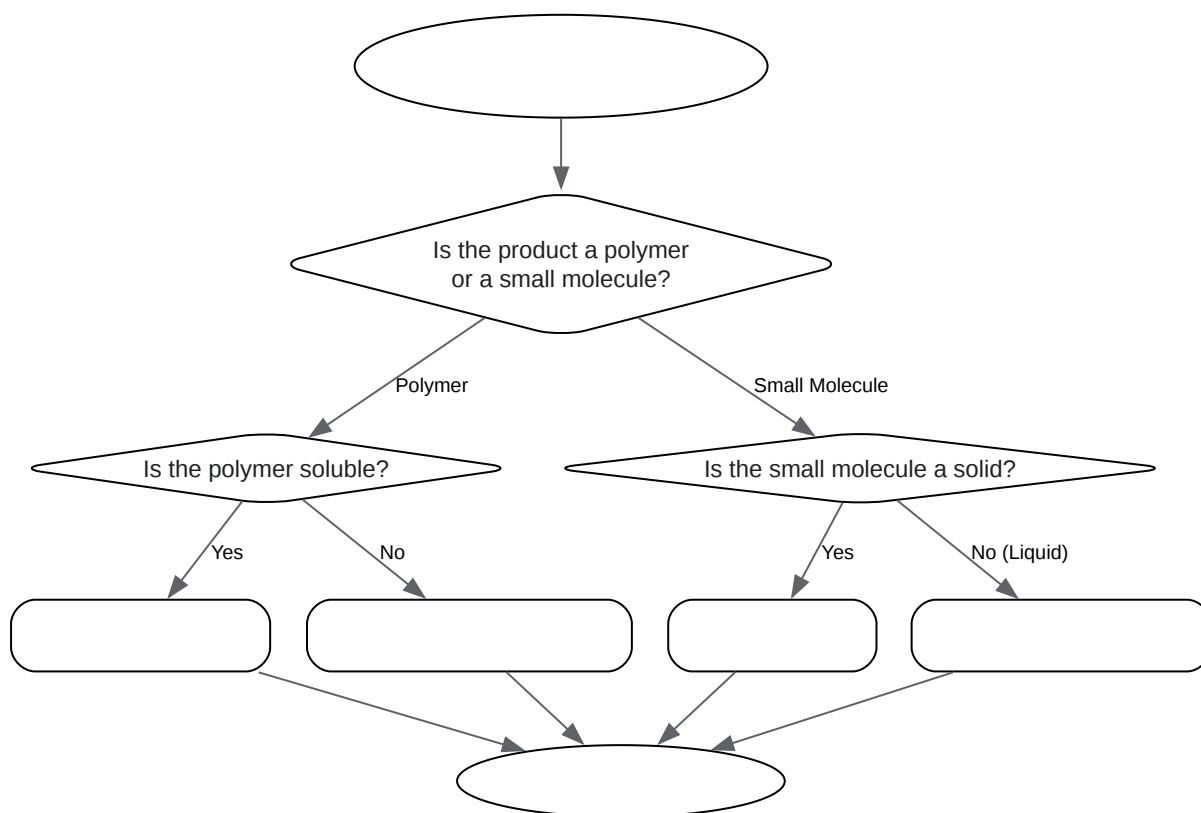 Is the product a polymer
or a small molecule?
Polymer
Small Molecule
Is the polymer soluble?
Is the small molecule a solid?
Yes
No
Yes
No (Liquid)